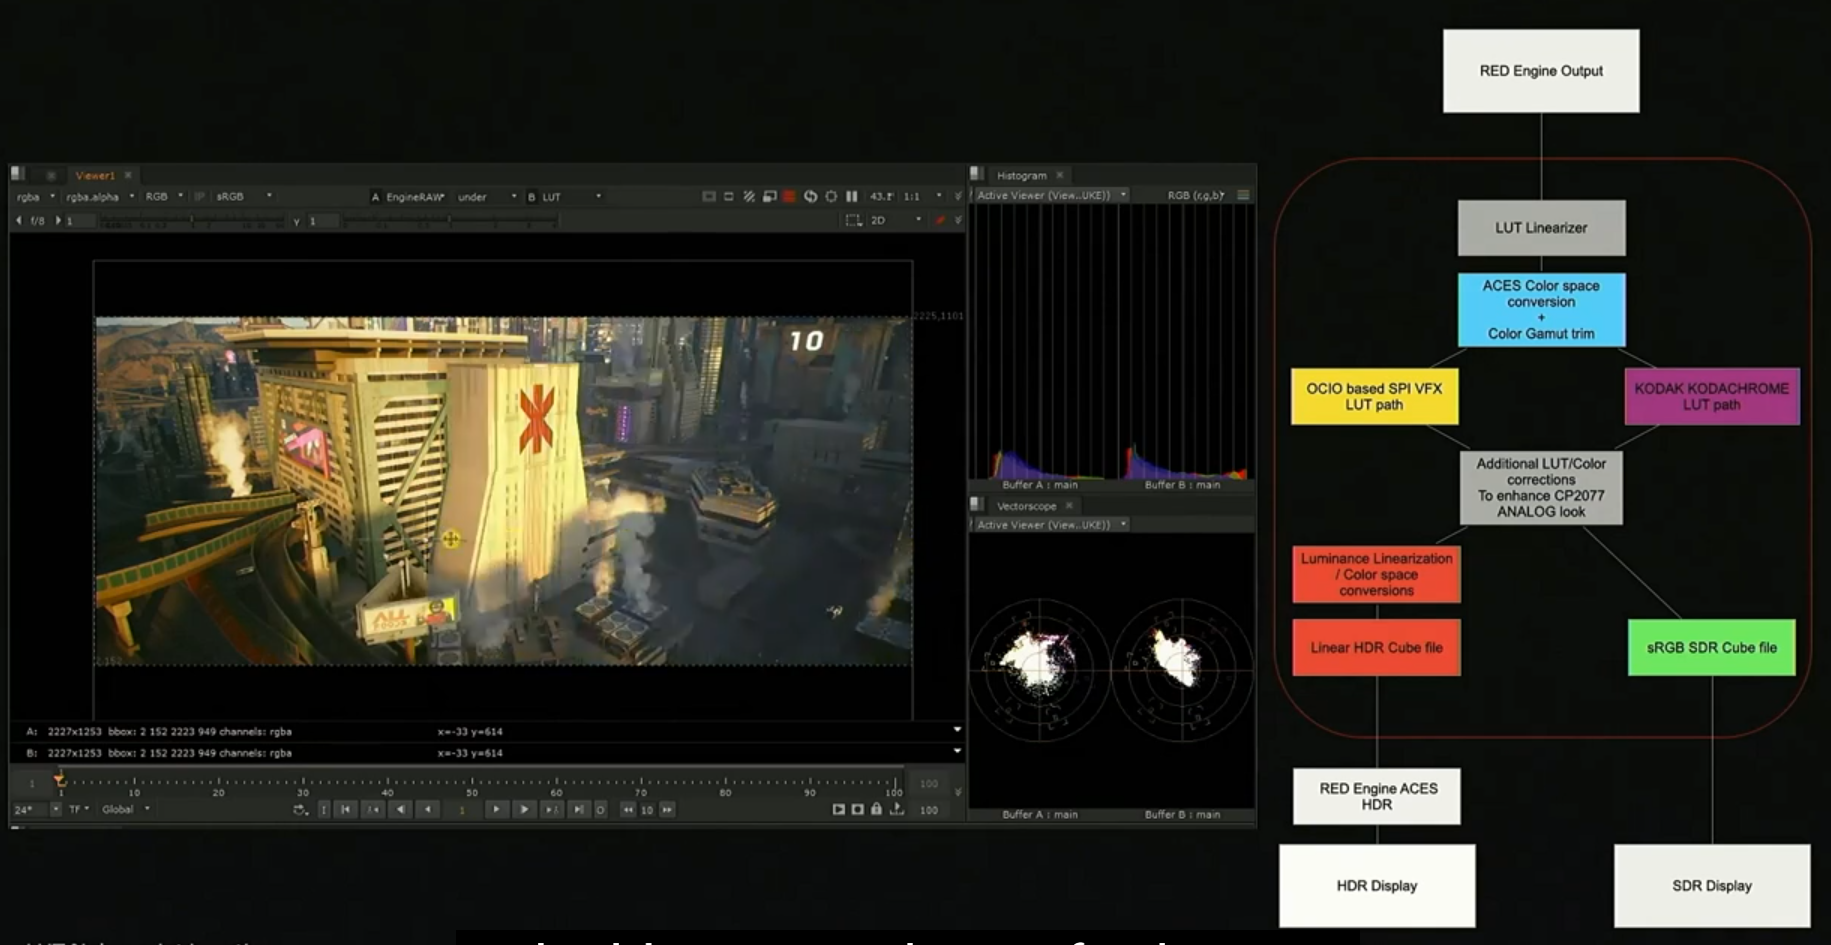 RED Engine Output
Viewer1
Histogram
rgba
rgba.alpha
RGB
IP
sRGB
A
EngineRAW
under
B
LUT
1:1
Active Viewer (View..UKE))
RGB (r,g,b)
f/8
1
Y
1
2D
LUT Linearizer
ACES Color space
conversion
+
Color Gamut trim
2225,1101
10
OCIO based SPI VFX
LUT path
KODAK KODACHROME
LUT path
Additional LUT/Color
corrections
To enhance CP2077
ANALOG look
Buffer A : main
Buffer B : main
Vectorscope
Active Viewer (View..UKE))
Luminance Linearization
/ Color space
conversions
ALL
Linear HDR Cube file
sRGB SDR Cube file
A: 2227x1253 bbox: 2 152 2223 949 channels: rgba
x=-33 y=614
B: 2227x1253 bbox: 2 152 2223 949 channels: rgba
x=-33 y=614
1
1
10
20
30
40
50
60
70
80
90
100
100
24*
TF
Global
1
10
100
Buffer A : main
Buffer B : main
RED Engine ACES
HDR
HDR Display
SDR Display